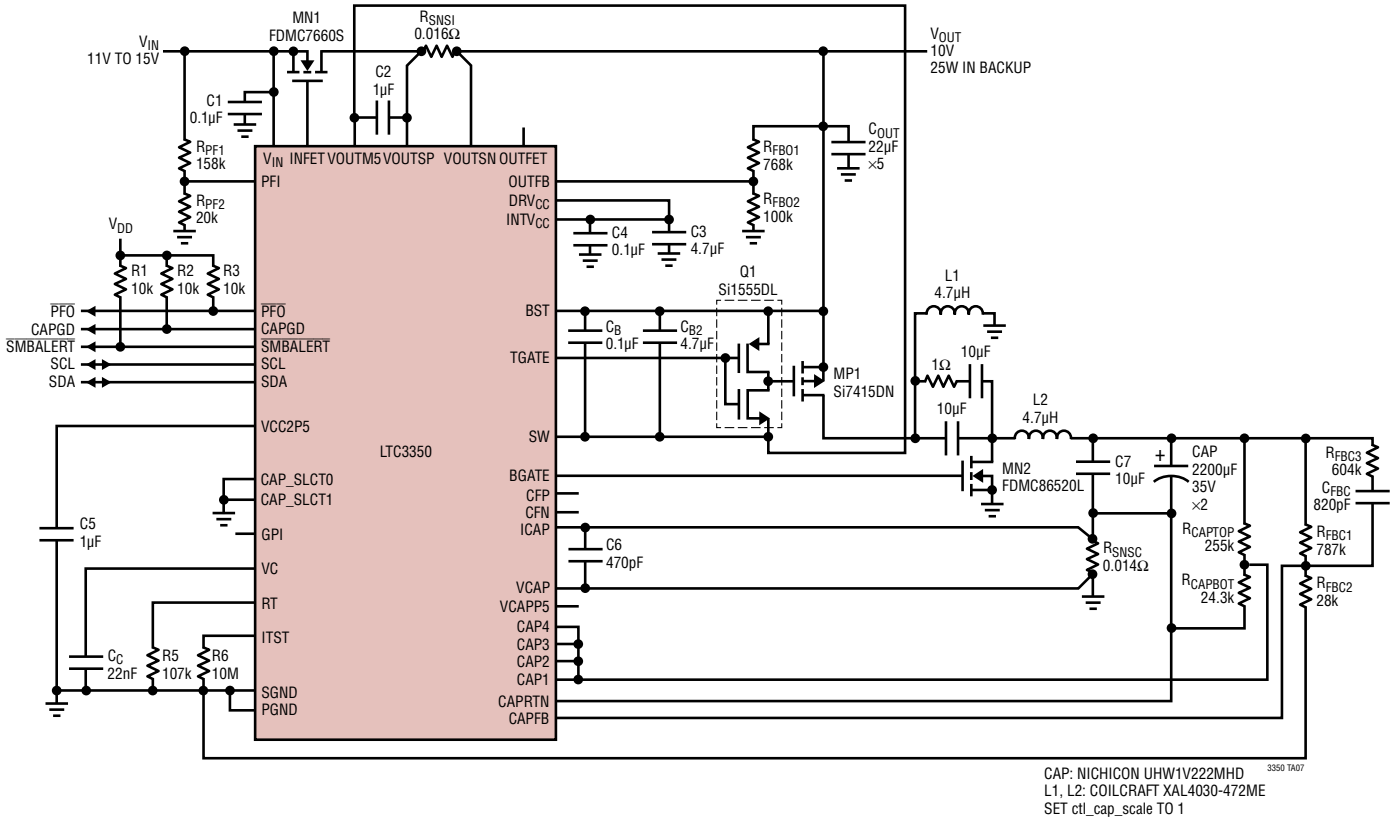 MN1
FDMC7660S
RSNSI
0.016Ω
VIN
11V TO 15V
VOUT
10V
25W IN BACKUP
C1
0.1µF
C2
1µF
COUT
22µF
×5
RPF1
158k
RPF2
20k
VIN INFET VOUTM5 VOUTSP VOUTSN OUTFET
PFI
OUTFB
DRVCC
INTVCC
RFBO1
768k
RFBO2
100k
C4
0.1µF
C3
4.7µF
VDD
R1
10k
R2
10k
R3
10k
PFO
CAPGD
SMBALERT
SCL
SDA
PFO
CAPGD
SMBALERT
SCL
SDA
BST
TGATE
SW
CB
0.1µF
CB2
4.7µF
Q1
Si1555DL
MP1
Si7415DN
L1
4.7µH
1Ω
10µF
10µF
L2
4.7µH
VCC2P5
LTC3350
CAP_SLCT0
CAP_SLCT1
GPI
VC
RT
ITST
SGND
PGND
BGATE
CFP
CFN
ICAP
VCAP
VCAPP5
CAP4
CAP3
CAP2
CAP1
CAPRTN
CAPFB
MN2
FDMC86520L
C7
10µF
+
CAP
2200µF
35V
×2
RFBC3
604k
CFBC
820pF
C5
1µF
C6
470pF
RSNSC
0.014Ω
RCAPTOP
255k
RCAPBOT
24.3k
RFBC1
787k
RFBC2
28k
CC
22nF
R5
107k
R6
10M
3350 TA07
CAP: NICHICON UHW1V222MHD
L1, L2: COILCRAFT XAL4030-472ME
SET ctl_cap_scale TO 1